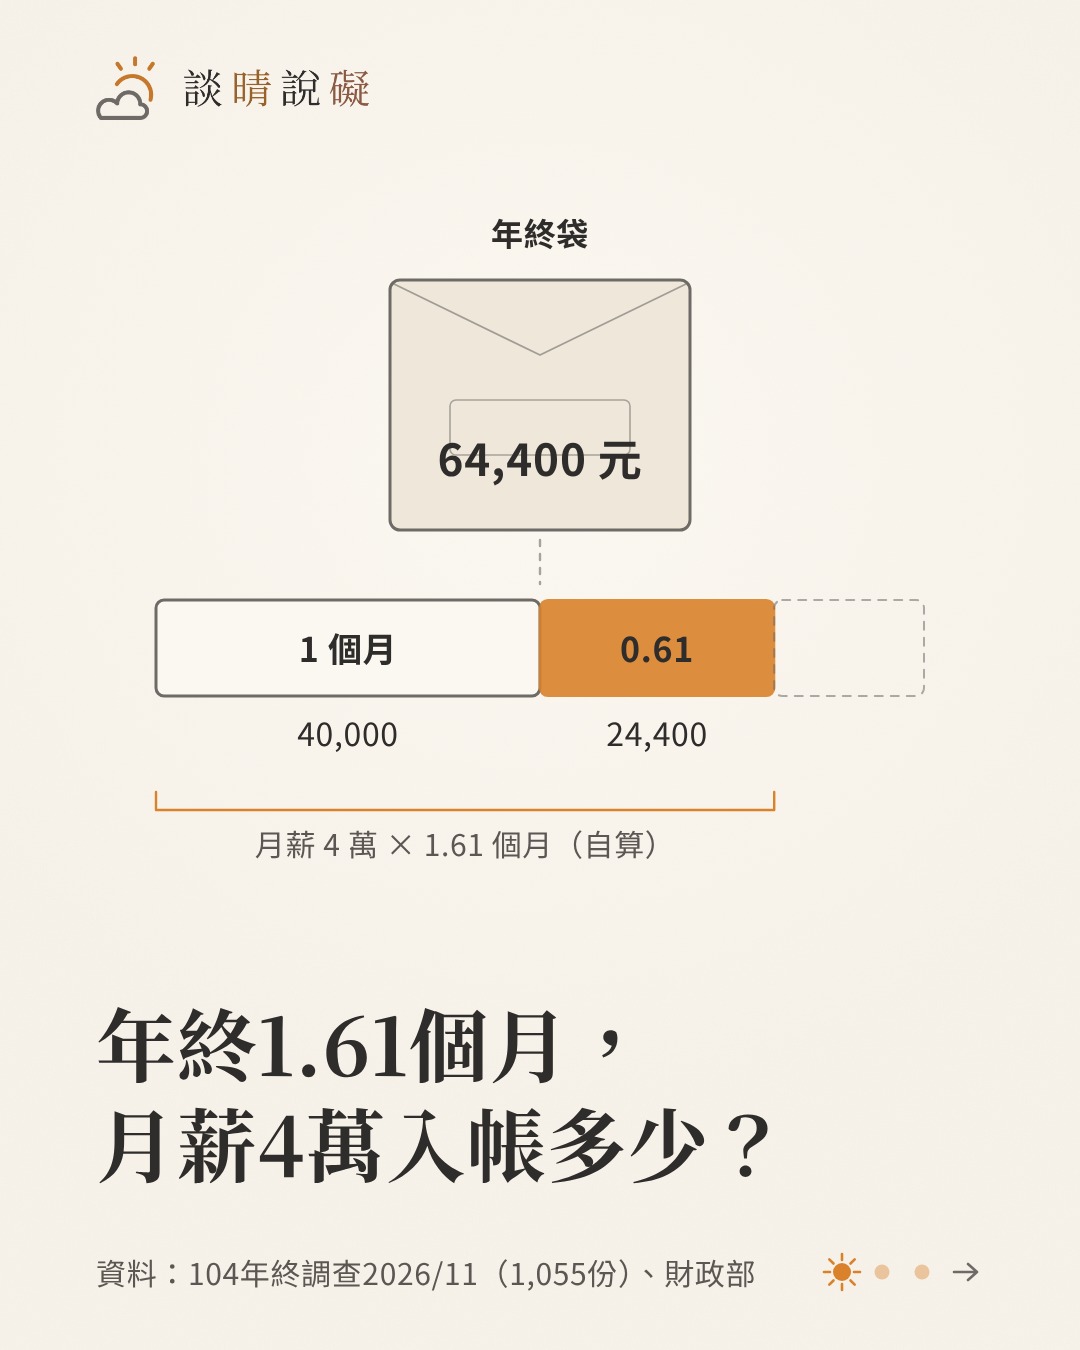 談晴說礙
年終袋
64,400 元
1 個月
0.61
40,000
24,400
月薪 4 萬 × 1.61 個月（自算）
年終1.61個月，
月薪4萬入帳多少？
資料：104年終調查2026/11（1,055份）、財政部